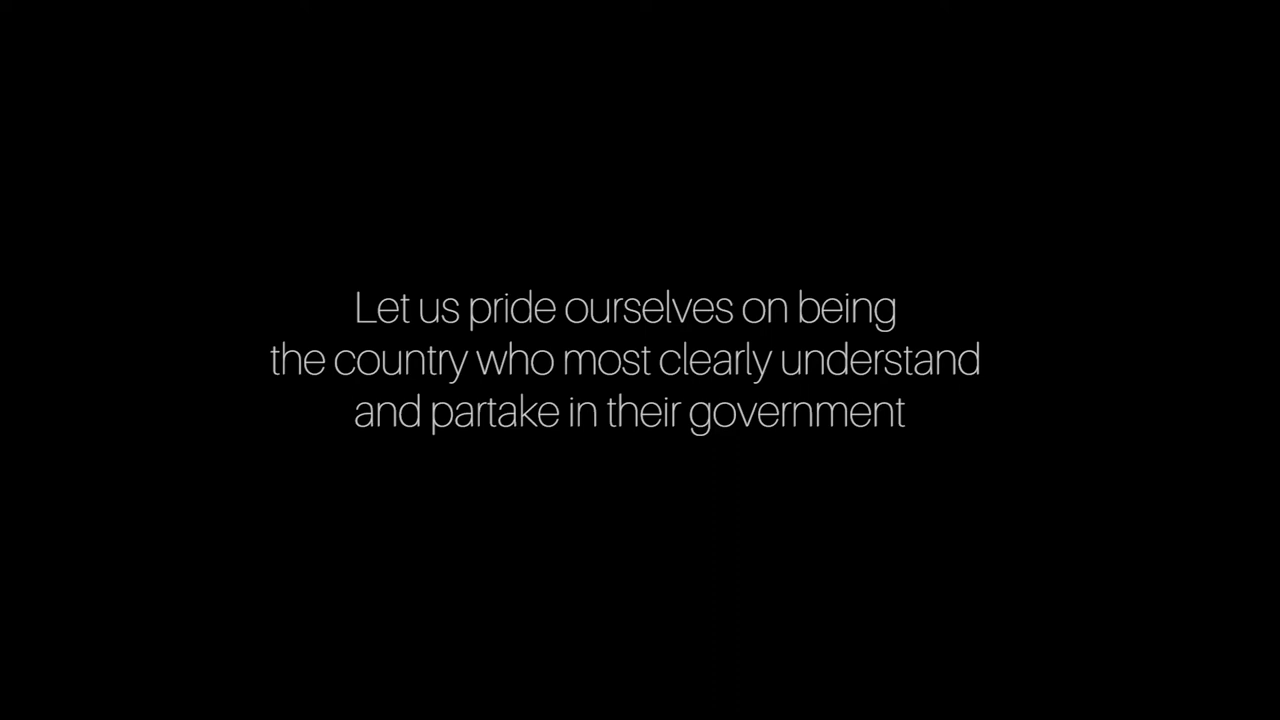 Let us pride ourselves on being
the country who most clearly understand
and partake in their government